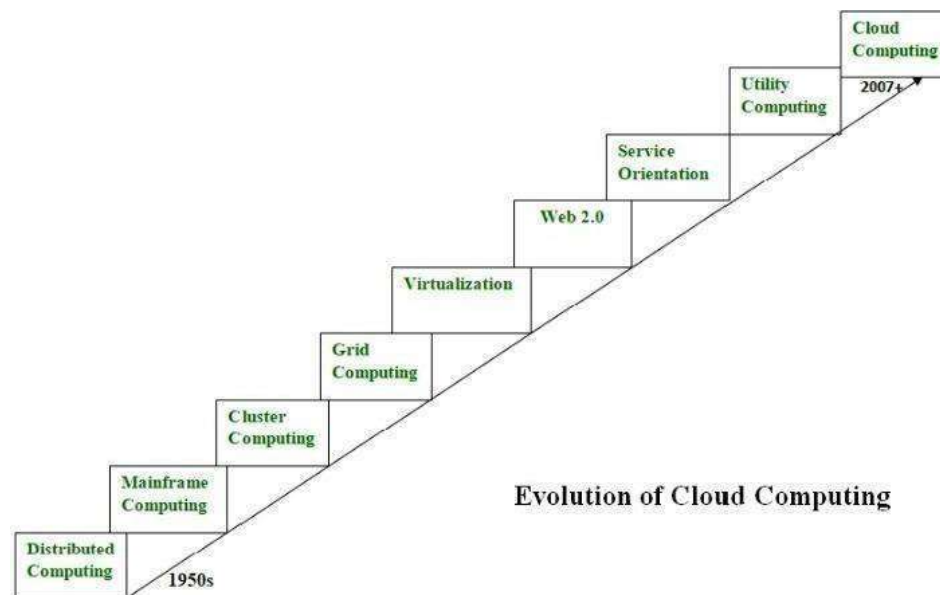 Cloud
Computing
2007+
Utility
Computing
Service
Orientation
Web 2.0
Virtualization
Grid
Computing
Cluster
Computing
Mainframe
Computing
Evolution of Cloud Computing
Distributed
Computing
1950s